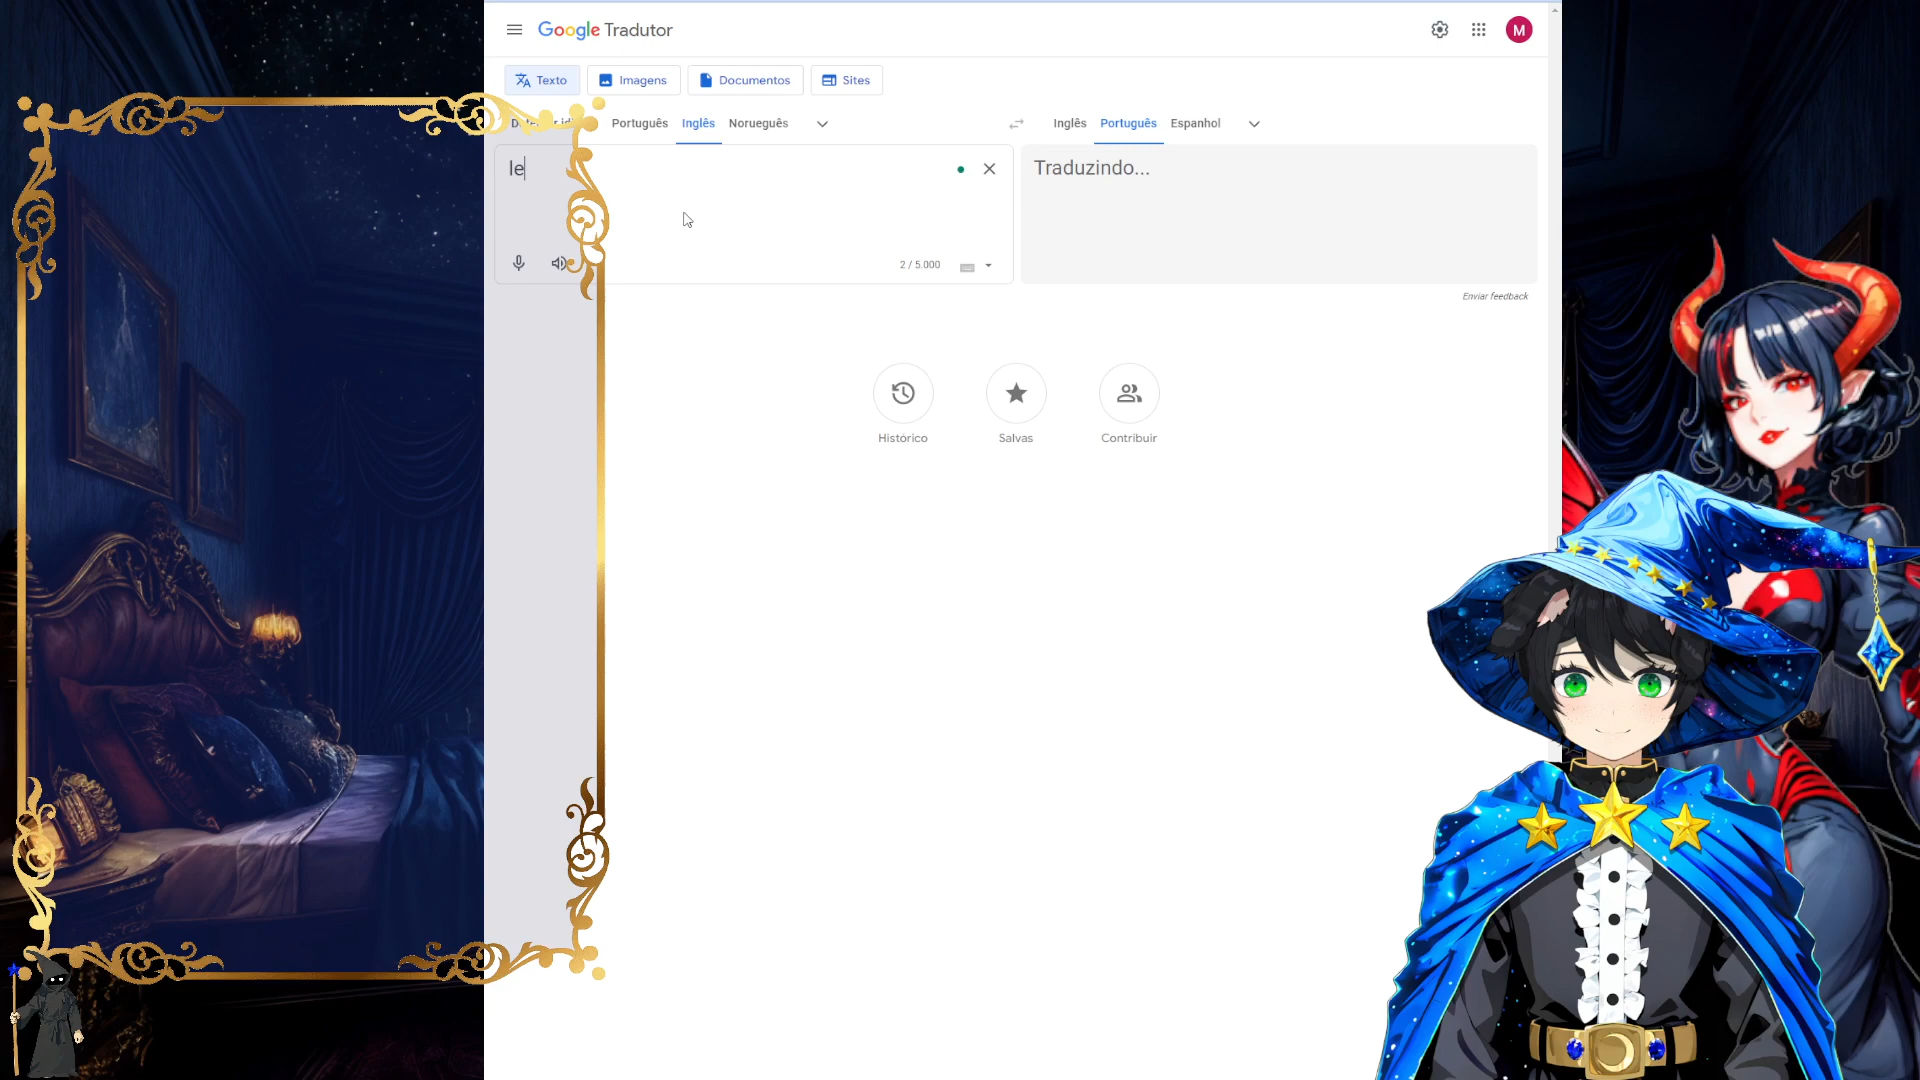 Google Tradutor
M
Texto
Imagens
Documentos
Sites
Português
Inglês
Norueguês
Inglês
Português
Espanhol
le
Traduzindo...
2 / 5.000
Enviar feedback
Histórico
Salvas
Contribuir